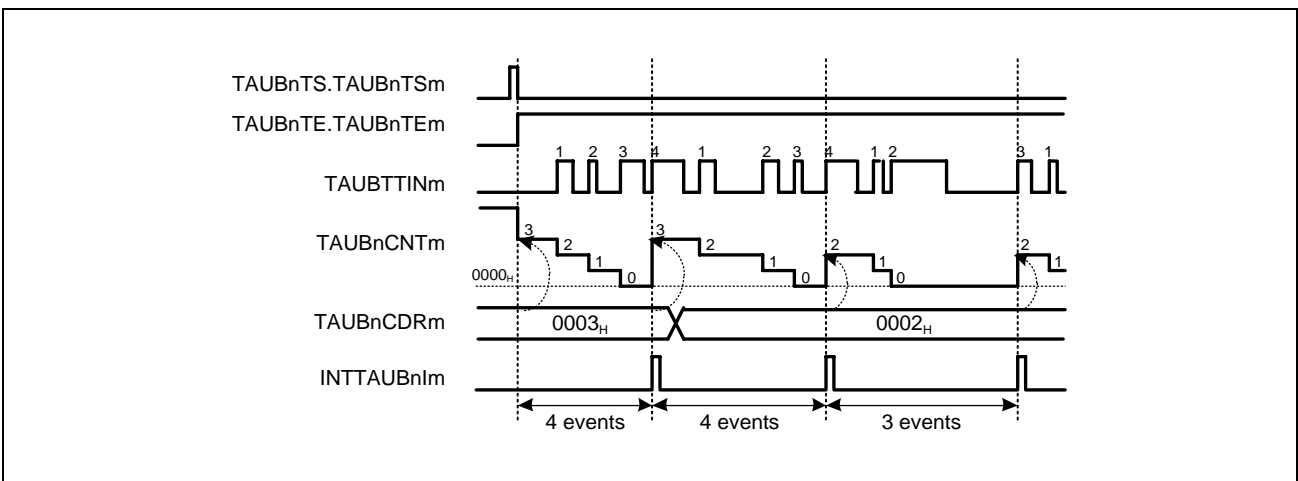 TAUBnTS.TAUBnTSm
TAUBnTE.TAUBnTEm
1 2 3 4 1 2 3 4 1 2 3 1
TAUBTTINm
3 3
TAUBnCNTm
2 2 2 2
1 1 1 1
0000H
0 0 0
TAUBnCDRm
0003H 0002H
INTTAUBnIm
4 events 4 events 3 events